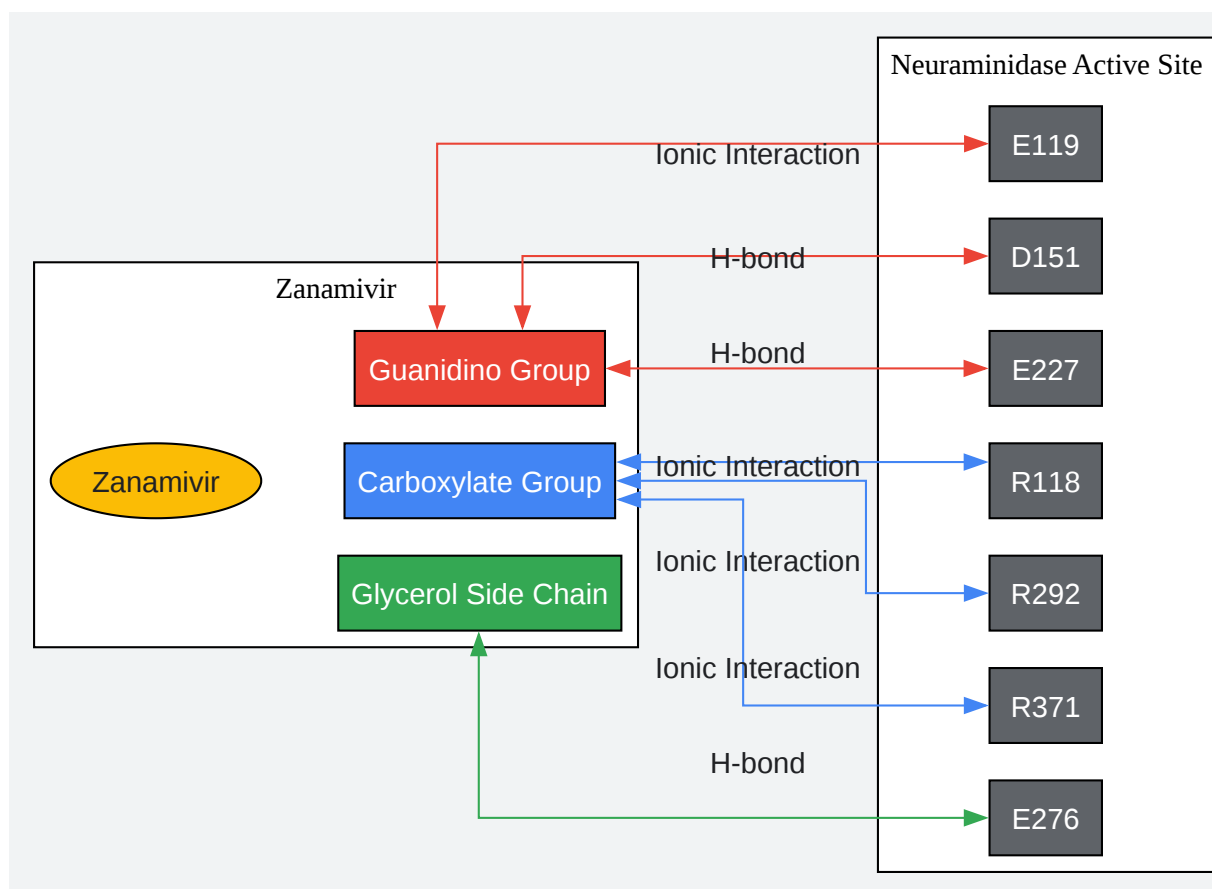 Neuraminidase Active Site
Ionic Interaction
E119
H-bond
D151
Zanamivir
Guanidino Group
H-bond
E227
Zanamivir
Carboxylate Group
Ionic Interaction
R118
Ionic Interaction
R292
Glycerol Side Chain
Ionic Interaction
R371
H-bond
E276